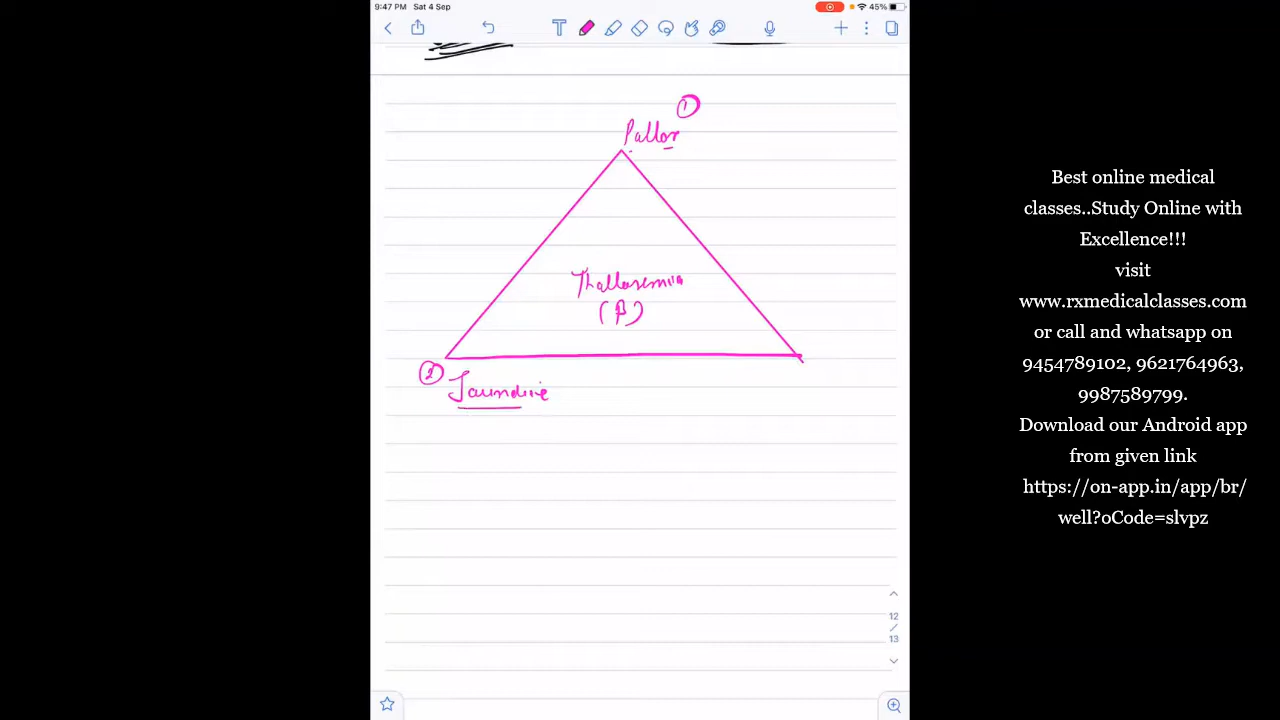 9:47 PM Sat 4 Sep
45%
T
1
Pallor
Thallasemia
(β)
2
Jaundice
12
/
13
Best online medical
classes..Study Online with
Excellence!!!
visit
www.rxmedicalclasses.com
or call and whatsapp on
9454789102, 9621764963,
9987589799.
Download our Android app
from given link
https://on-app.in/app/br/
well?oCode=slvpz